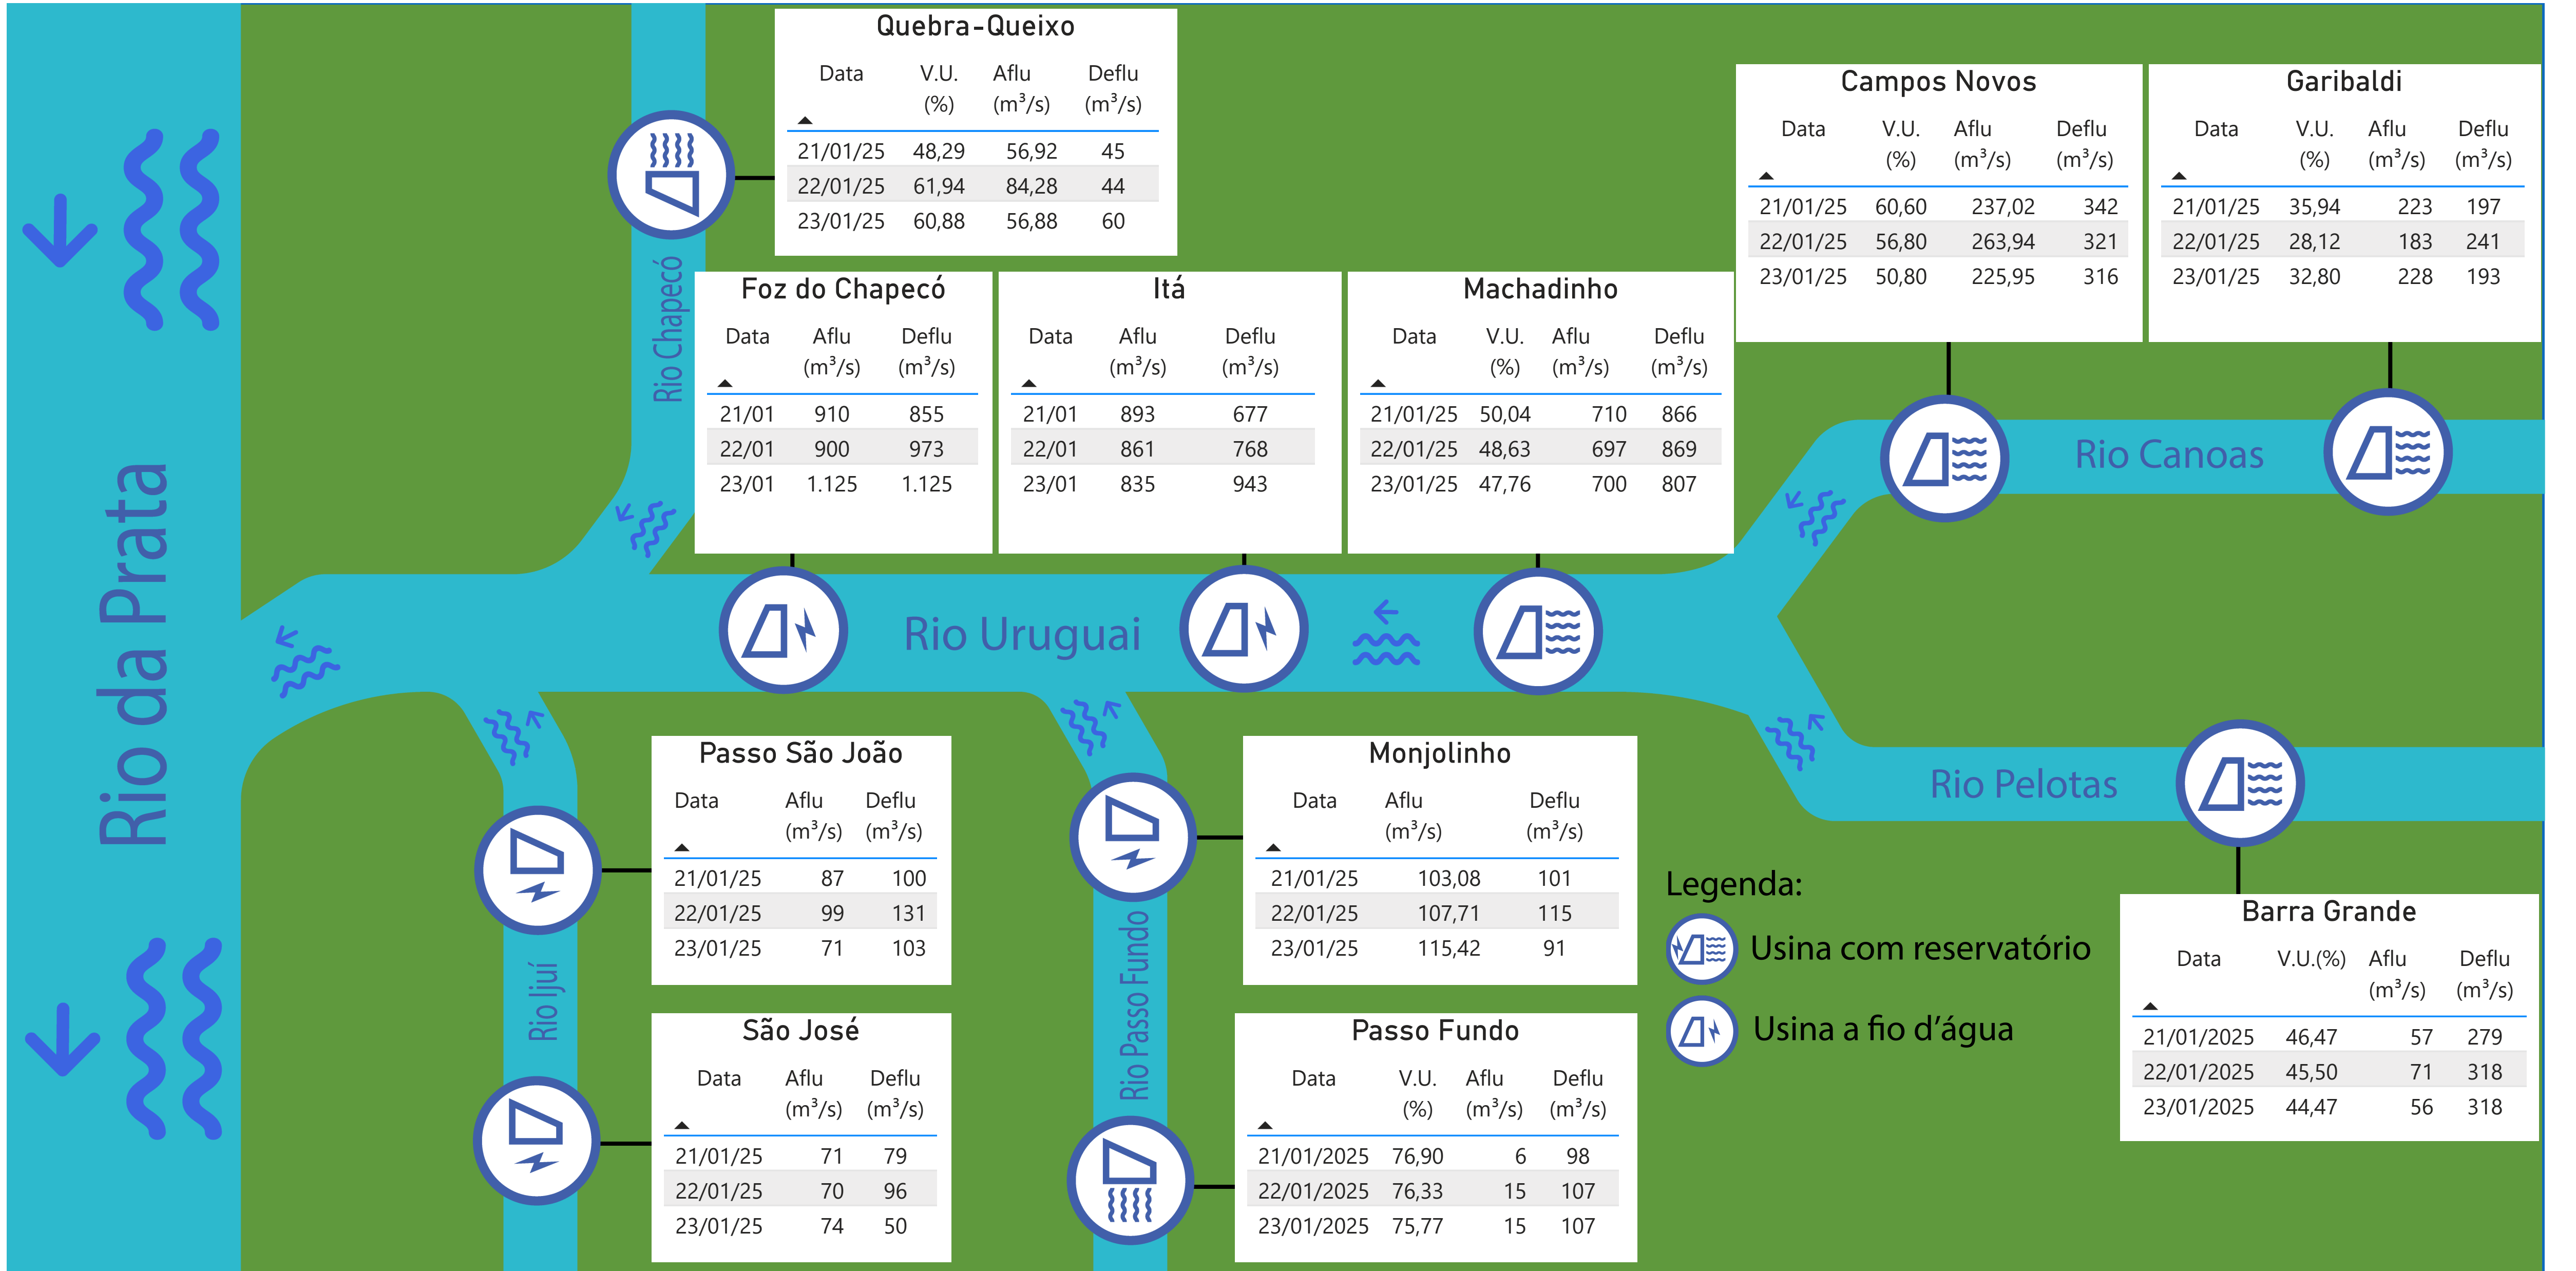 Rio da Prata
Quebra-Queixo
Data V.U. Aflu Deflu
(%) (m³/s) (m³/s)
21/01/25 48,29 56,92 45
22/01/25 61,94 84,28 44
23/01/25 60,88 56,88 60
Rio Chapecó
Foz do Chapecó
Data Aflu Deflu
(m³/s) (m³/s)
21/01 910 855
22/01 900 973
23/01 1.125 1.125
Itá
Data Aflu Deflu
(m³/s) (m³/s)
21/01 893 677
22/01 861 768
23/01 835 943
Machadinho
Data V.U. Aflu Deflu
(%) (m³/s) (m³/s)
21/01/25 50,04 710 866
22/01/25 48,63 697 869
23/01/25 47,76 700 807
Campos Novos
Data V.U. Aflu Deflu
(%) (m³/s) (m³/s)
21/01/25 60,60 237,02 342
22/01/25 56,80 263,94 321
23/01/25 50,80 225,95 316
Garibaldi
Data V.U. Aflu Deflu
(%) (m³/s) (m³/s)
21/01/25 35,94 223 197
22/01/25 28,12 183 241
23/01/25 32,80 228 193
Rio Canoas
Rio Uruguai
Rio Pelotas
Passo São João
Data Aflu Deflu
(m³/s) (m³/s)
21/01/25 87 100
22/01/25 99 131
23/01/25 71 103
Rio Ijuí
São José
Data Aflu Deflu
(m³/s) (m³/s)
21/01/25 71 79
22/01/25 70 96
23/01/25 74 50
Monjolinho
Data Aflu Deflu
(m³/s) (m³/s)
21/01/25 103,08 101
22/01/25 107,71 115
23/01/25 115,42 91
Rio Passo Fundo
Passo Fundo
Data V.U. Aflu Deflu
(%) (m³/s) (m³/s)
21/01/2025 76,90 6 98
22/01/2025 76,33 15 107
23/01/2025 75,77 15 107
Legenda:
Usina com reservatório
Usina a fio d’água
Barra Grande
Data V.U.(%) Aflu Deflu
(m³/s) (m³/s)
21/01/2025 46,47 57 279
22/01/2025 45,50 71 318
23/01/2025 44,47 56 318